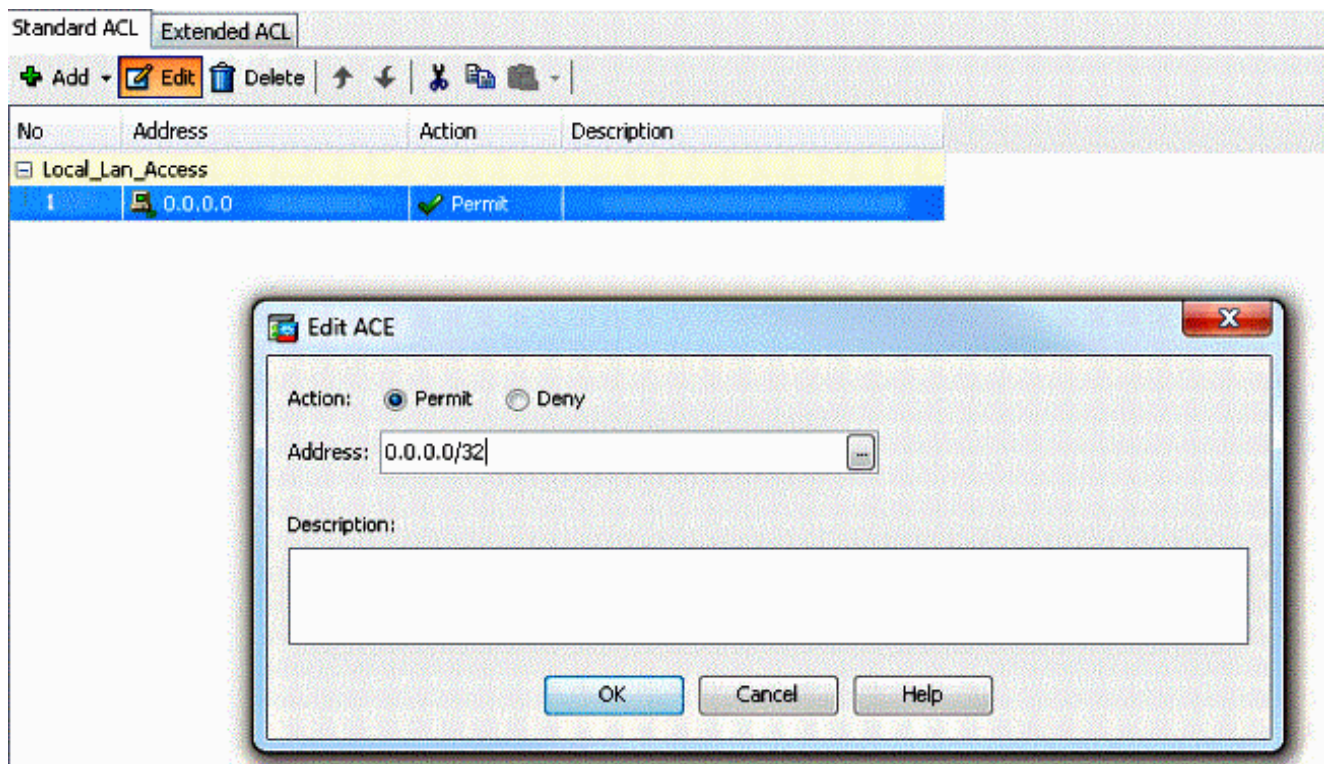 Standard ACL Extended ACL
Add Edit Delete
No Address Action Description
Local_Lan_Access
1 0.0.0.0 Permit
Edit ACE
Action: Permit Deny
Address: 0.0.0.0/32 ...
Description:
OK Cancel Help